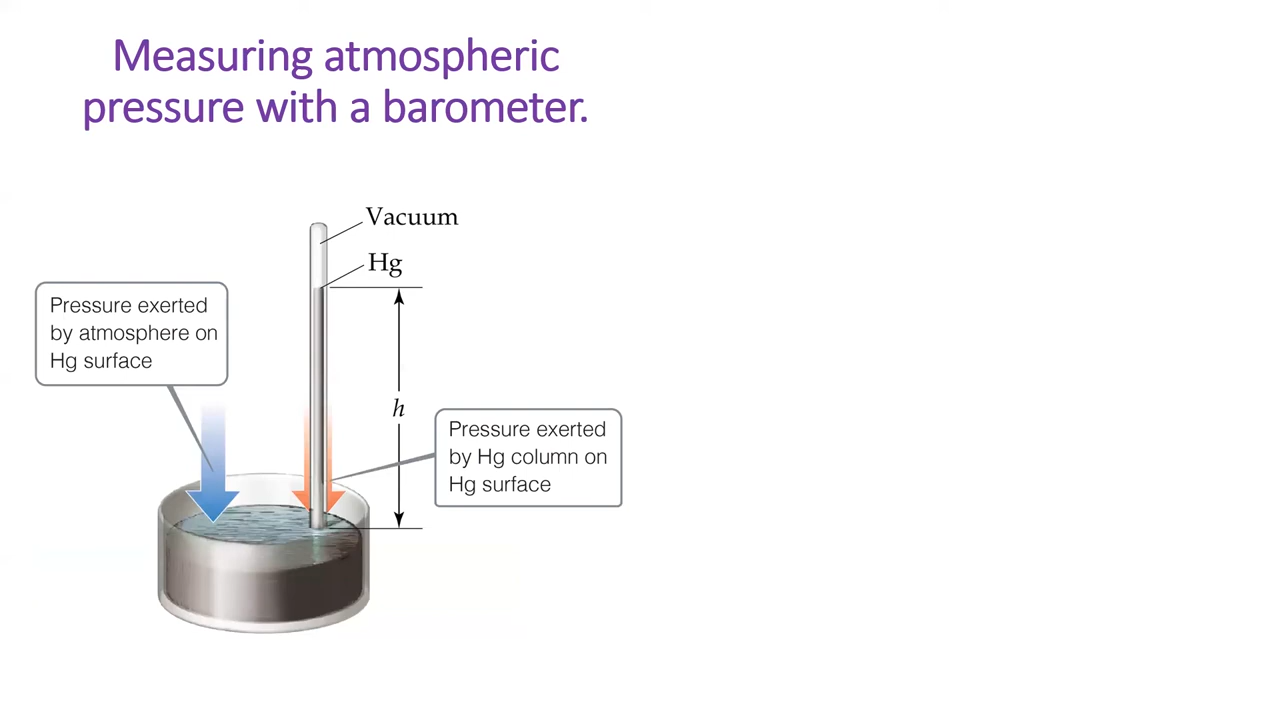 Measuring atmospheric
pressure with a barometer.
Vacuum
Hg
Pressure exerted
by atmosphere on
Hg surface
h
Pressure exerted
by Hg column on
Hg surface